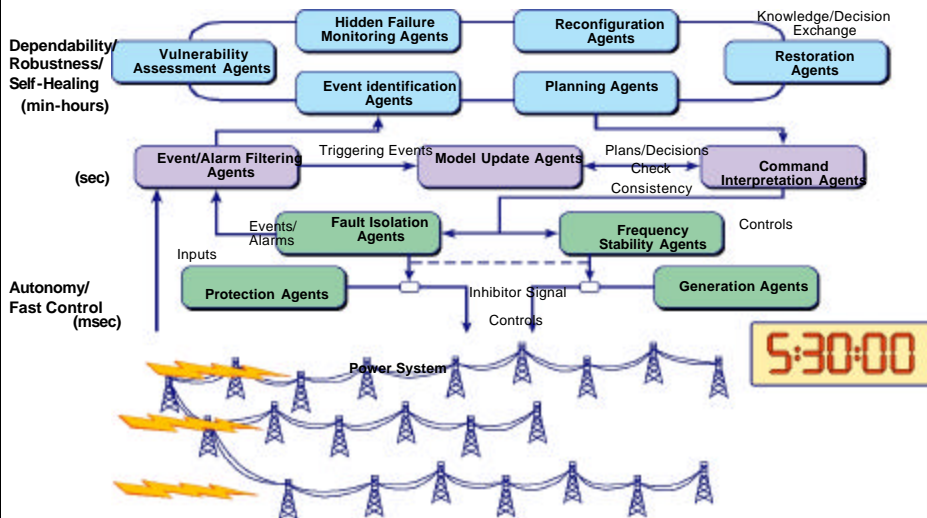 Hidden Failure
Monitoring Agents
Reconfiguration
Agents
Knowledge/Decision
Exchange
Dependability/
Robustness/
Self-Healing
(min-hours)
Vulnerability
Assessment Agents
Restoration
Agents
Event identification
Agents
Planning Agents
(sec)
Event/Alarm Filtering
Agents
Triggering Events
Model Update Agents
Plans/Decisions
Check
Consistency
Command
Interpretation Agents
Events/
Alarms
Fault Isolation
Agents
Frequency
Stability Agents
Controls
Inputs
Autonomy/
Fast Control
(msec)
Protection Agents
Inhibitor Signal
Generation Agents
Controls
Power System
5:30:00